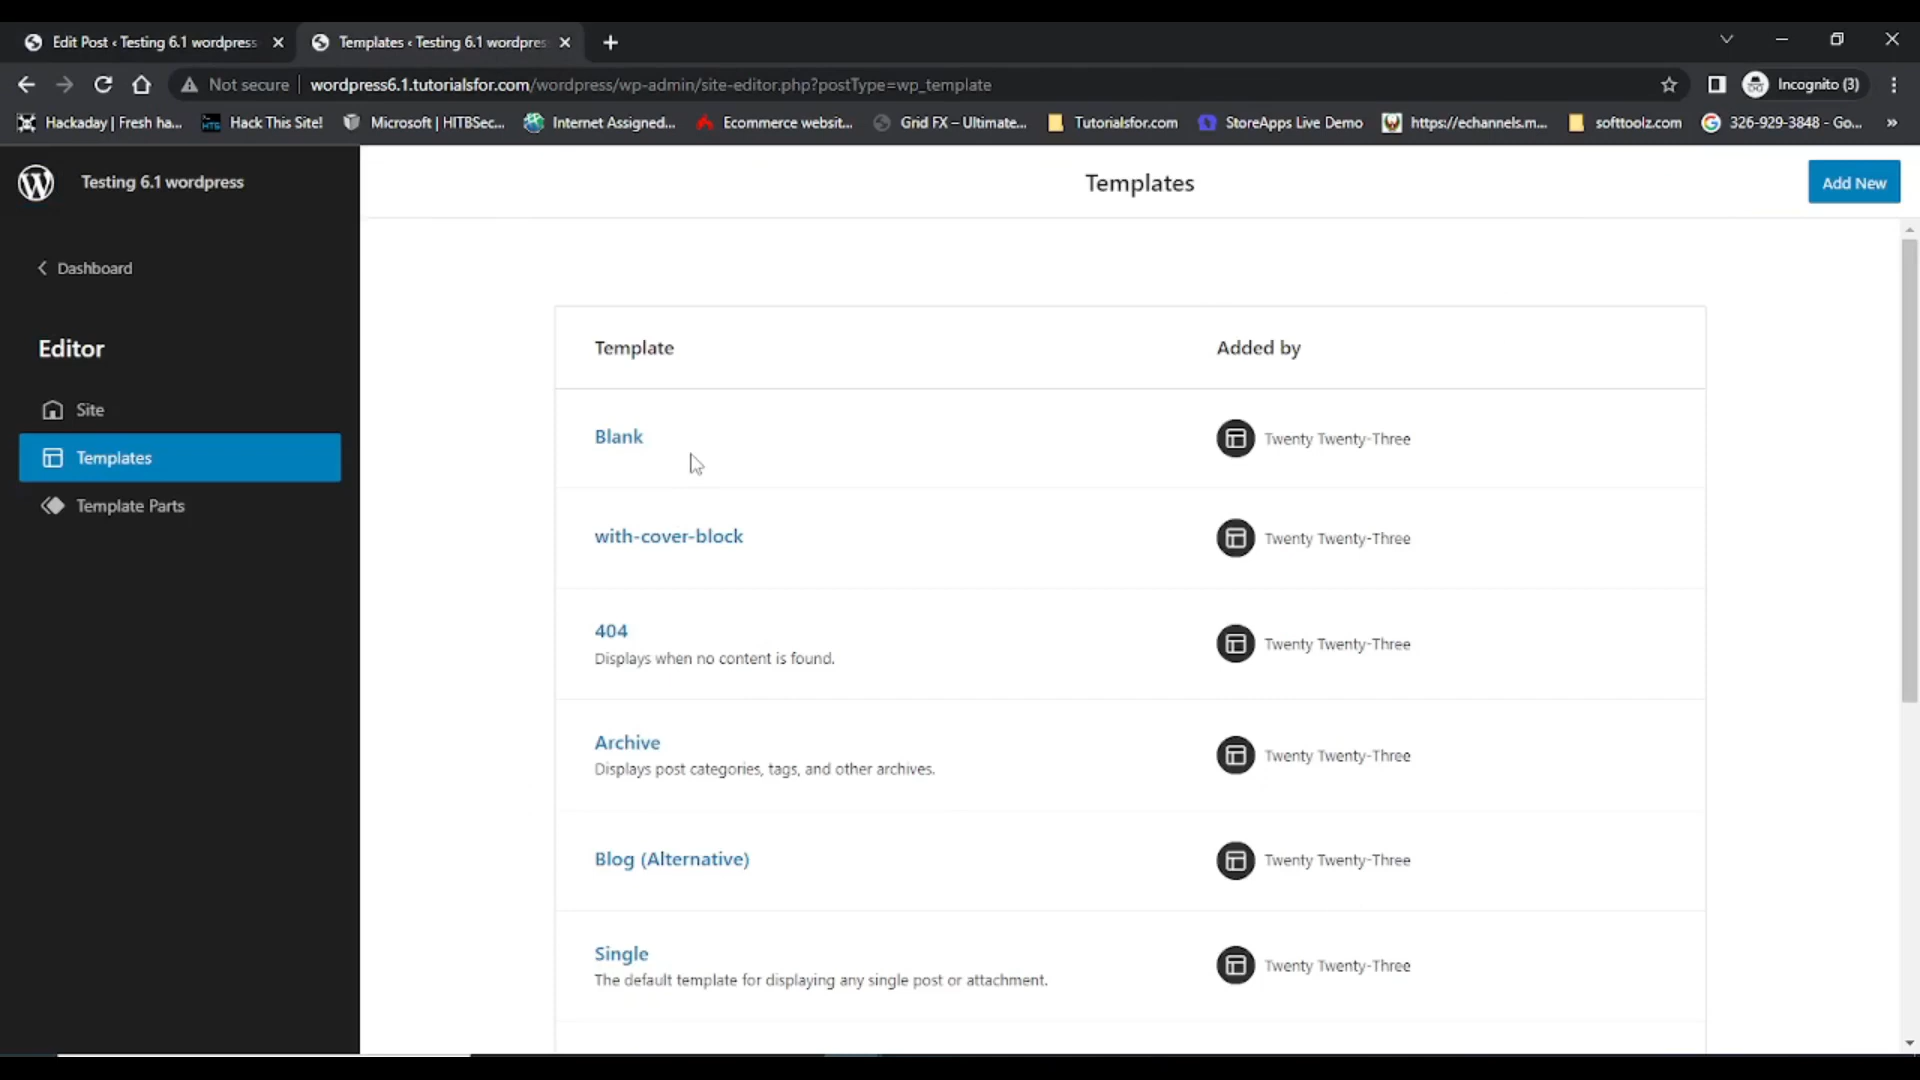 Edit Post ‹ Testing 6.1 wordpress
Templates ‹ Testing 6.1 wordpres
Not secure
wordpress6.1.tutorialsfor.com/wordpress/wp-admin/site-editor.php?postType=wp_template
Incognito (3)
Hackaday | Fresh ha...
Hack This Site!
Microsoft | HITBSec...
Internet Assigned...
Ecommerce websit...
Grid FX – Ultimate...
Tutorialsfor.com
StoreApps Live Demo
https://echannels.m...
softtoolz.com
326-929-3848 - Go...
»
Testing 6.1 wordpress
Templates
Add New
Dashboard
Editor
Site
Templates
Template Parts
Template
Added by
Blank
Twenty Twenty-Three
with-cover-block
Twenty Twenty-Three
404
Displays when no content is found.
Twenty Twenty-Three
Archive
Displays post categories, tags, and other archives.
Twenty Twenty-Three
Blog (Alternative)
Twenty Twenty-Three
Single
The default template for displaying any single post or attachment.
Twenty Twenty-Three